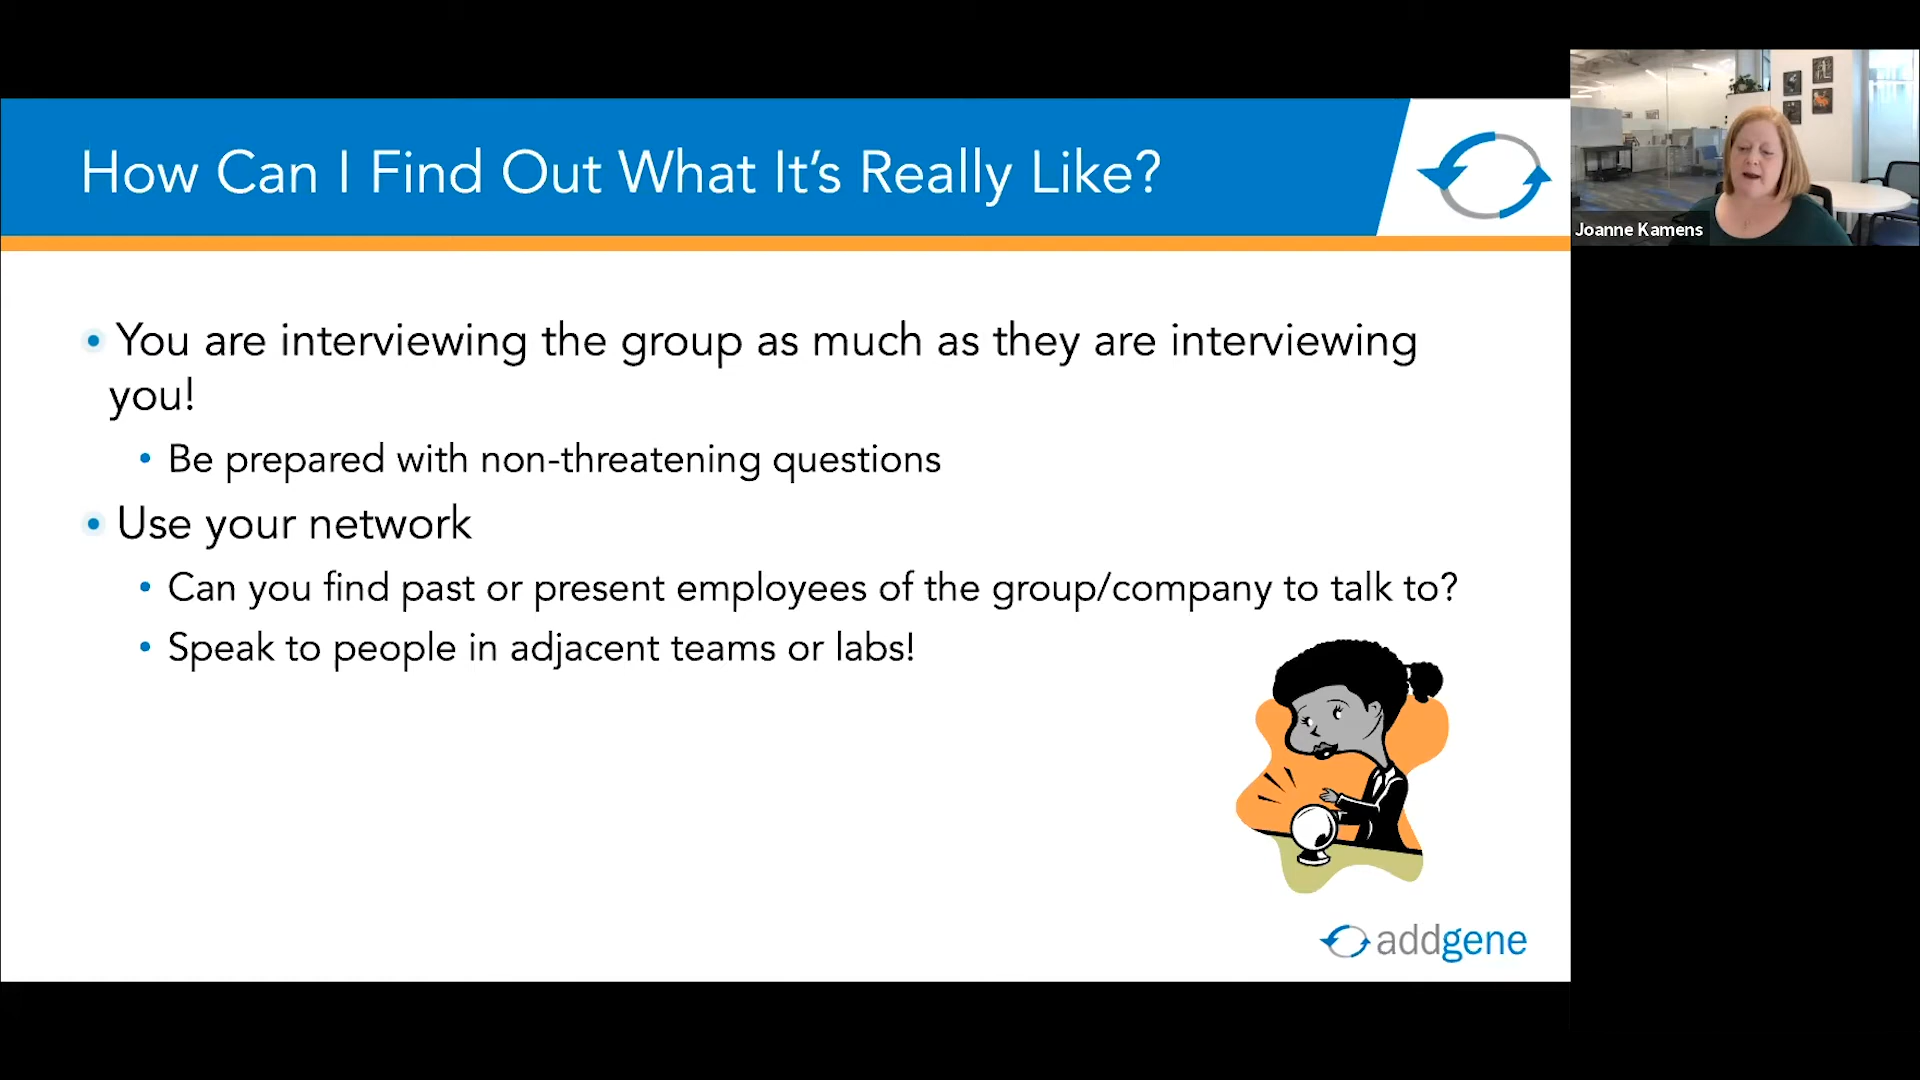 How Can I Find Out What It's Really Like?
Joanne Kamens
• You are interviewing the group as much as they are interviewing
you!
• Be prepared with non-threatening questions
• Use your network
• Can you find past or present employees of the group/company to talk to?
• Speak to people in adjacent teams or labs!
addgene